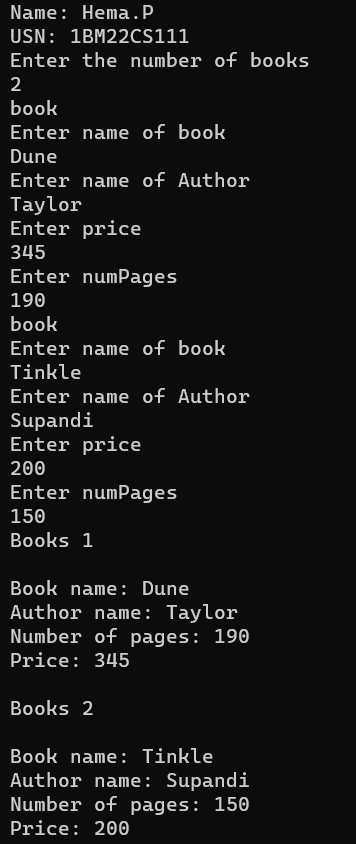 Name: Hema.P
USN: 1BM22CS111
Enter the number of books
2
book
Enter name of book
Dune
Enter name of Author
Taylor
Enter price
345
Enter numPages
190
book
Enter name of book
Tinkle
Enter name of Author
Supandi
Enter price
200
Enter numPages
150
Books 1
Book name: Dune
Author name: Taylor
Number of pages: 190
Price: 345
Books 2
Book name: Tinkle
Author name: Supandi
Number of pages: 150
Price: 200